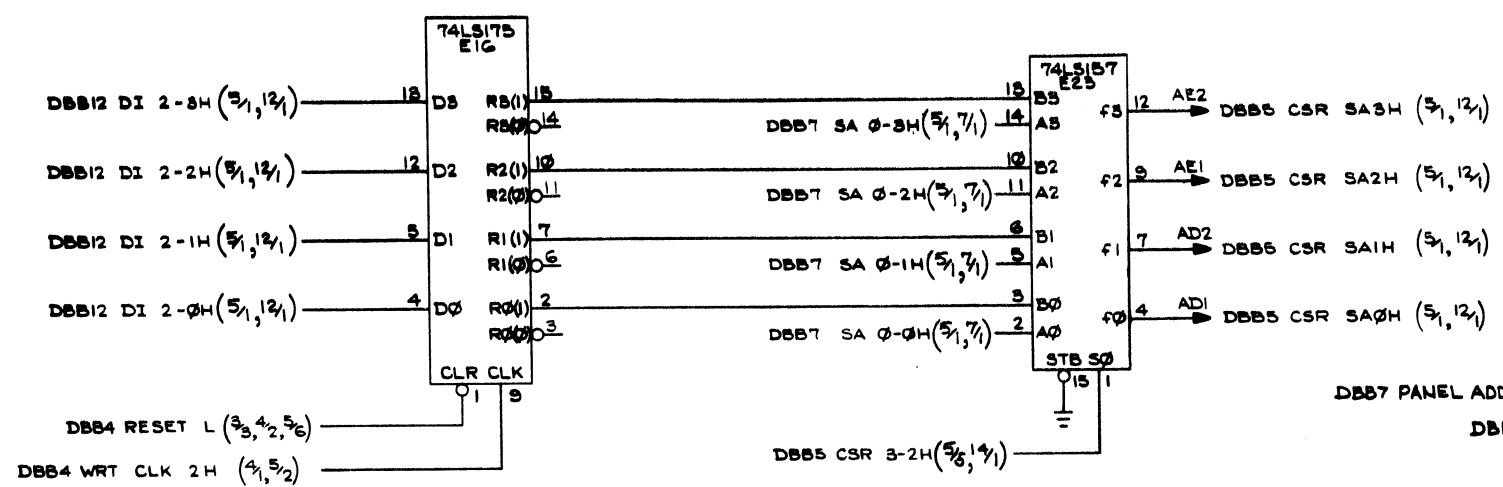 74LS175
E16
DBB12 DI 2-3H (5/1, 12/1) 13 D3 R3(1) 15
R3(Ø) 14
DBB12 DI 2-2H (5/1, 12/1) 12 D2 R2(1) 10
R2(Ø) 11
DBB12 DI 2-1H (5/1, 12/1) 5 D1 R1(1) 7
R1(Ø) 6
DBB12 DI 2-ØH (5/1, 12/1) 4 DØ RØ(1) 2
RØ(Ø) 3
CLR CLK
1 9
DBB4 RESET L (3/3, 4/2, 5/6)
DBB4 WRT CLK 2H (4/1, 5/2)
74LS157
E23
13 B3
DBB7 SA Ø-3H (5/1, 7/1) 14 A3
f3 12 AE2 DBB5 CSR SA3H (5/1, 12/1)
10 B2
DBB7 SA Ø-2H (5/1, 7/1) 11 A2
f2 9 AE1 DBB5 CSR SA2H (5/1, 12/1)
6 B1
DBB7 SA Ø-1H (5/1, 7/1) 5 A1
f1 7 AD2 DBB5 CSR SA1H (5/1, 12/1)
3 BØ
DBB7 SA Ø-ØH (5/1, 7/1) 2 AØ
fØ 4 AD1 DBB5 CSR SAØH (5/1, 12/1)
STB SØ
15 1
DBB5 CSR 3-2H (5/5, 14/1)
DBB7 PANEL ADD